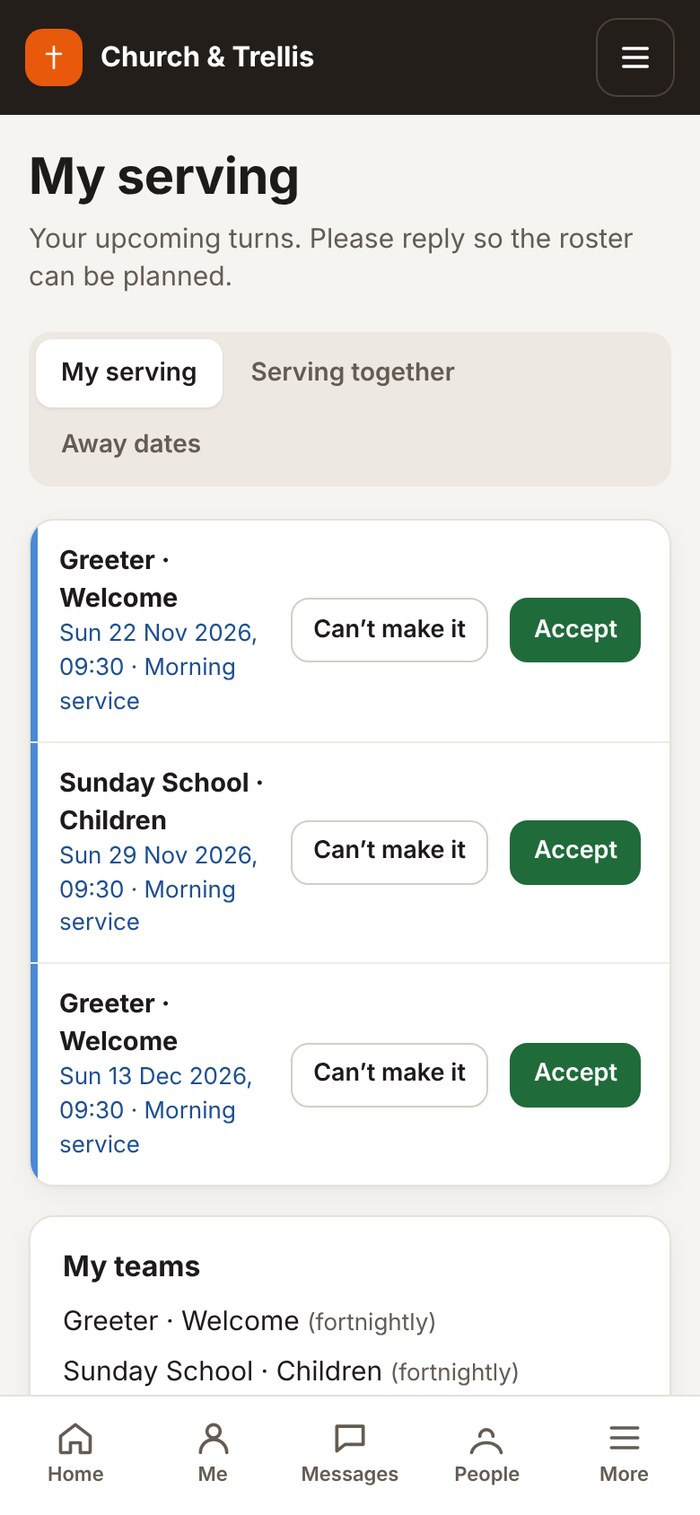 Church & Trellis
My serving
Your upcoming turns. Please reply so the roster
can be planned.
My serving
Serving together
Away dates
Greeter ·
Welcome
Sun 22 Nov 2026,
09:30 · Morning
service
Can’t make it
Accept
Sunday School ·
Children
Sun 29 Nov 2026,
09:30 · Morning
service
Can’t make it
Accept
Greeter ·
Welcome
Sun 13 Dec 2026,
09:30 · Morning
service
Can’t make it
Accept
My teams
Greeter · Welcome (fortnightly)
Sunday School · Children (fortnightly)
Home
Me
Messages
People
More